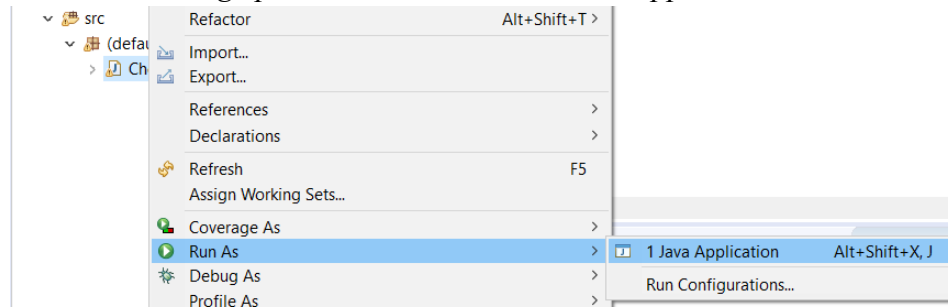 src
Refactor Alt+Shift+T >
(defau
Import...
Ch
Export...
References >
Declarations >
Refresh F5
Assign Working Sets...
Coverage As >
Run As >
1 Java Application Alt+Shift+X, J
Debug As >
Run Configurations...
Profile As >